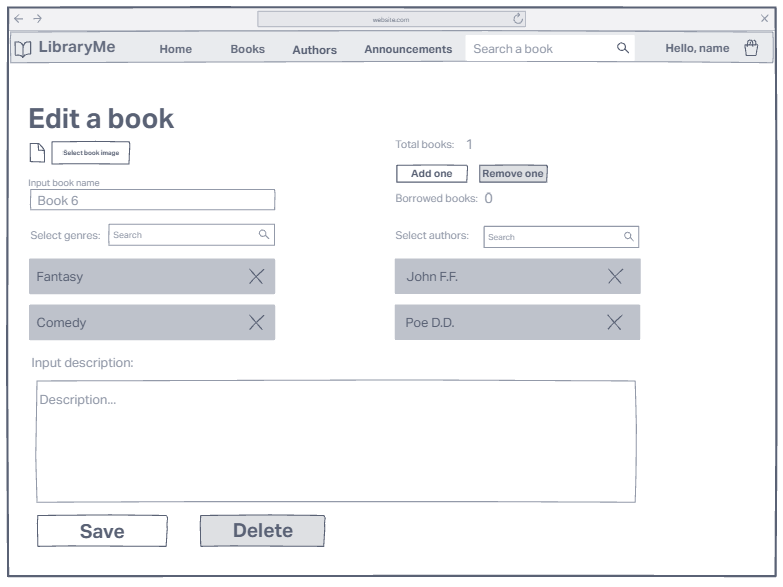 website.com
LibraryMe Home Books Authors Announcements Search a book Hello, name
Edit a book
Select book image
Total books: 1
Add one Remove one
Input book name
Book 6
Borrowed books: 0
Select genres: Search
Select authors: Search
Fantasy
John F.F.
Comedy
Poe D.D.
Input description:
Description...
Save Delete